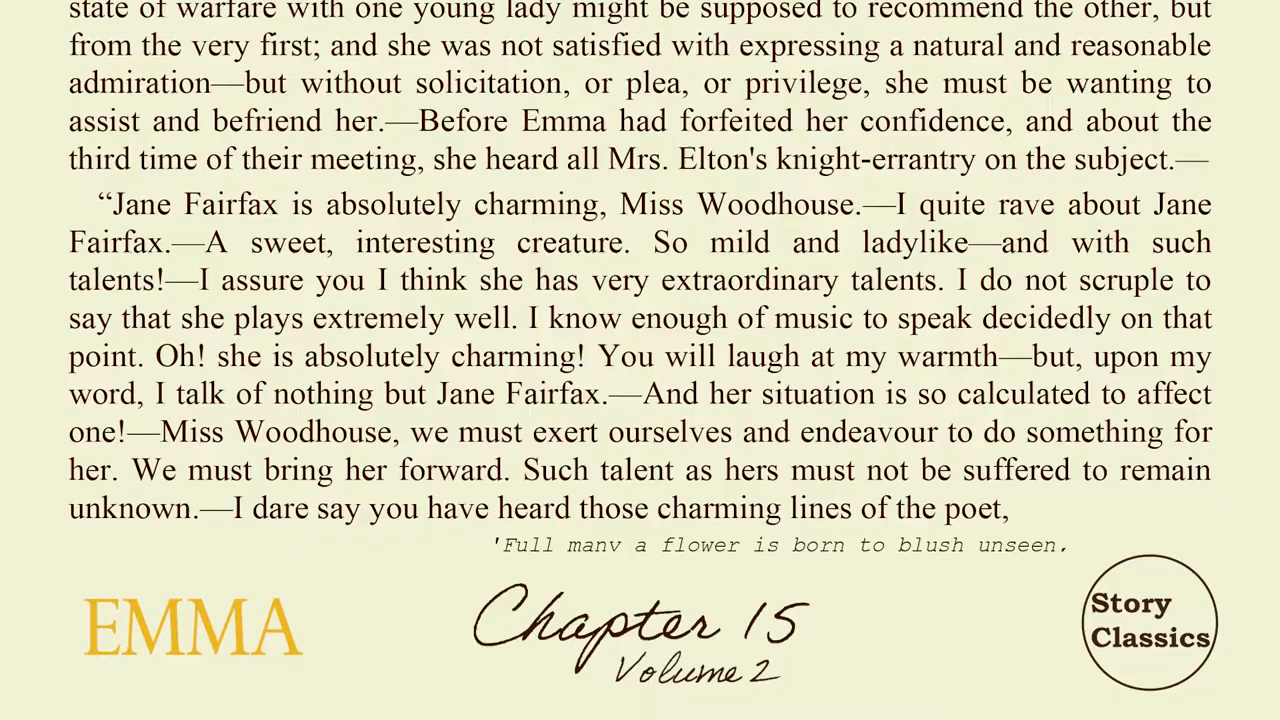 state of warfare with one young lady might be supposed to recommend the other, but
from the very first; and she was not satisfied with expressing a natural and reasonable
admiration—but without solicitation, or plea, or privilege, she must be wanting to
assist and befriend her.—Before Emma had forfeited her confidence, and about the
third time of their meeting, she heard all Mrs. Elton's knight-errantry on the subject.—
“Jane Fairfax is absolutely charming, Miss Woodhouse.—I quite rave about Jane
Fairfax.—A sweet, interesting creature. So mild and ladylike—and with such
talents!—I assure you I think she has very extraordinary talents. I do not scruple to
say that she plays extremely well. I know enough of music to speak decidedly on that
point. Oh! she is absolutely charming! You will laugh at my warmth—but, upon my
word, I talk of nothing but Jane Fairfax.—And her situation is so calculated to affect
one!—Miss Woodhouse, we must exert ourselves and endeavour to do something for
her. We must bring her forward. Such talent as hers must not be suffered to remain
unknown.—I dare say you have heard those charming lines of the poet,
'Full many a flower is born to blush unseen,
EMMA
Chapter 15
Volume 2
Story
Classics